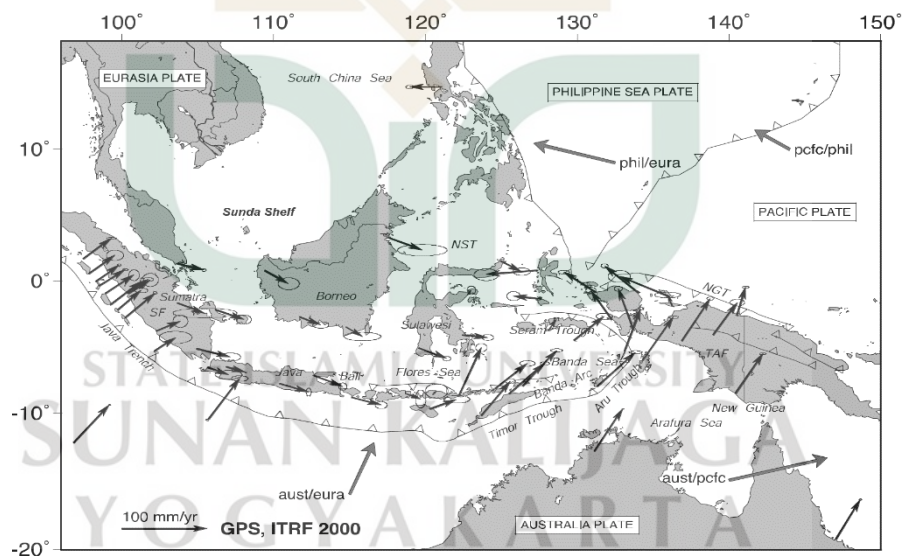 100° 110° 120° 130° 140° 150°
EURASIA PLATE
South China Sea
PHILIPPINE SEA PLATE
10°
phil/eura
pcfc/phil
PACIFIC PLATE
Sunda Shelf
NST
0°
Borneo
NGT
Sumatra
SF
Sulawesi
Seram Trough
Java Trench
LTAF
STATE ISLAMIC UNIVERSITY
Java Bali
Flores Sea
Banda Sea
Banda Arc
Aru Trough
-10°
Timor Trough
New Guinea
Arafura Sea
SUNAN KALIJAGA
aust/eura
aust/pcfc
YOGYAKARTA
100 mm/yr
GPS, ITRF 2000
AUSTRALIA PLATE
-20°